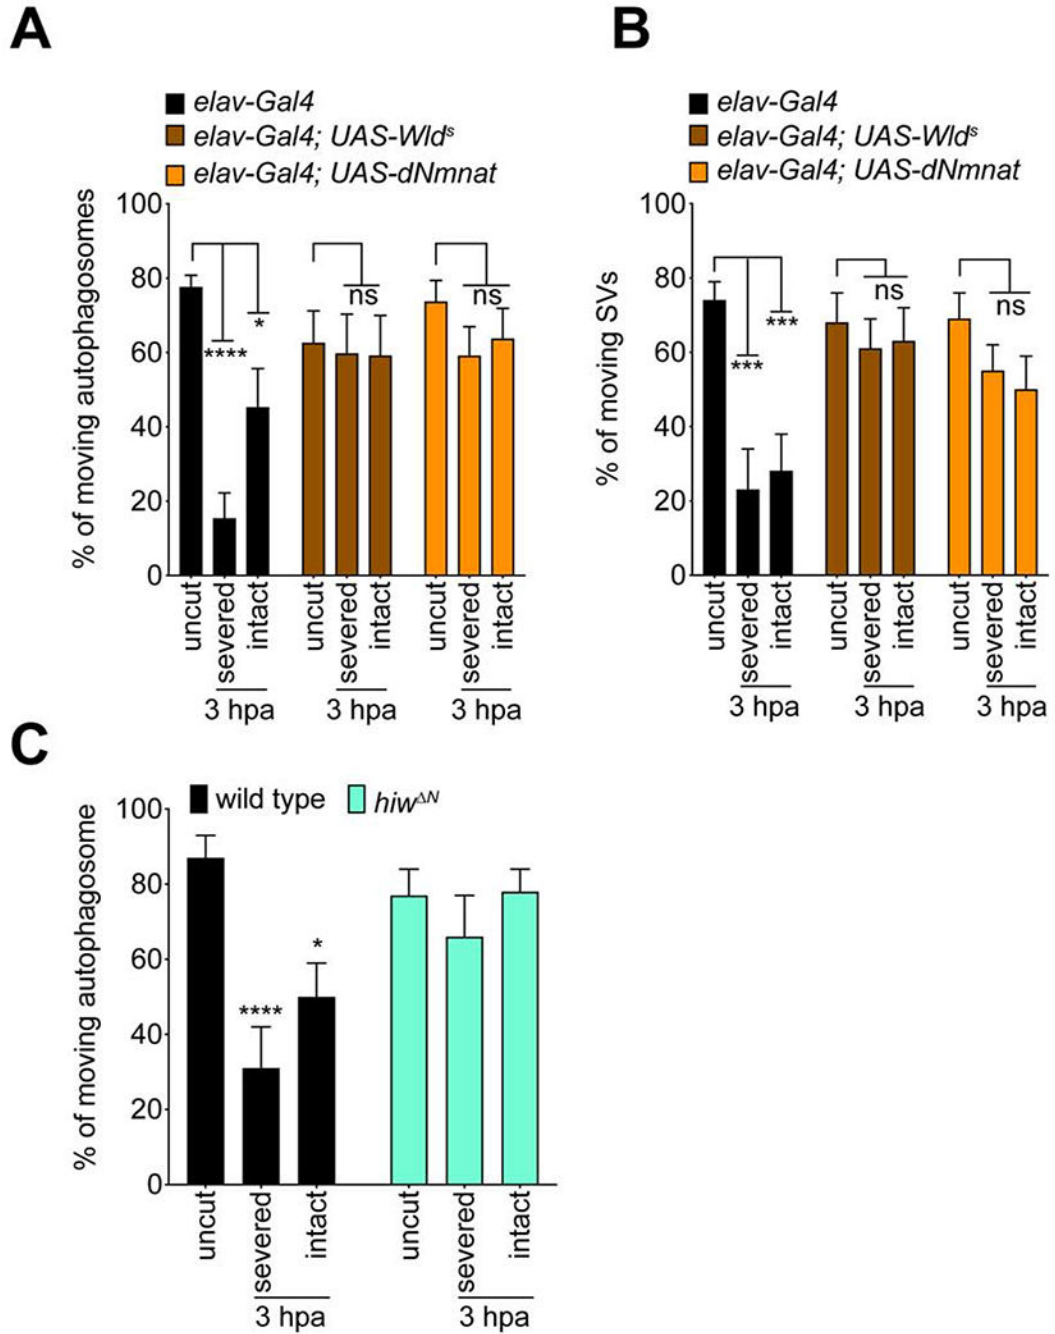 A
elav-Gal4
elav-Gal4; UAS-Wldˢ
elav-Gal4; UAS-dNmnat
% of moving autophagosomes
100
80
60
40
20
0
****
*
ns
ns
uncut
severed
intact
uncut
severed
intact
uncut
severed
intact
3 hpa
3 hpa
3 hpa
B
elav-Gal4
elav-Gal4; UAS-Wldˢ
elav-Gal4; UAS-dNmnat
% of moving SVs
100
80
60
40
20
0
***
***
ns
ns
uncut
severed
intact
uncut
severed
intact
uncut
severed
intact
3 hpa
3 hpa
3 hpa
C
wild type
hiw^ΔN
% of moving autophagosome
100
80
60
40
20
0
****
*
uncut
severed
intact
uncut
severed
intact
3 hpa
3 hpa